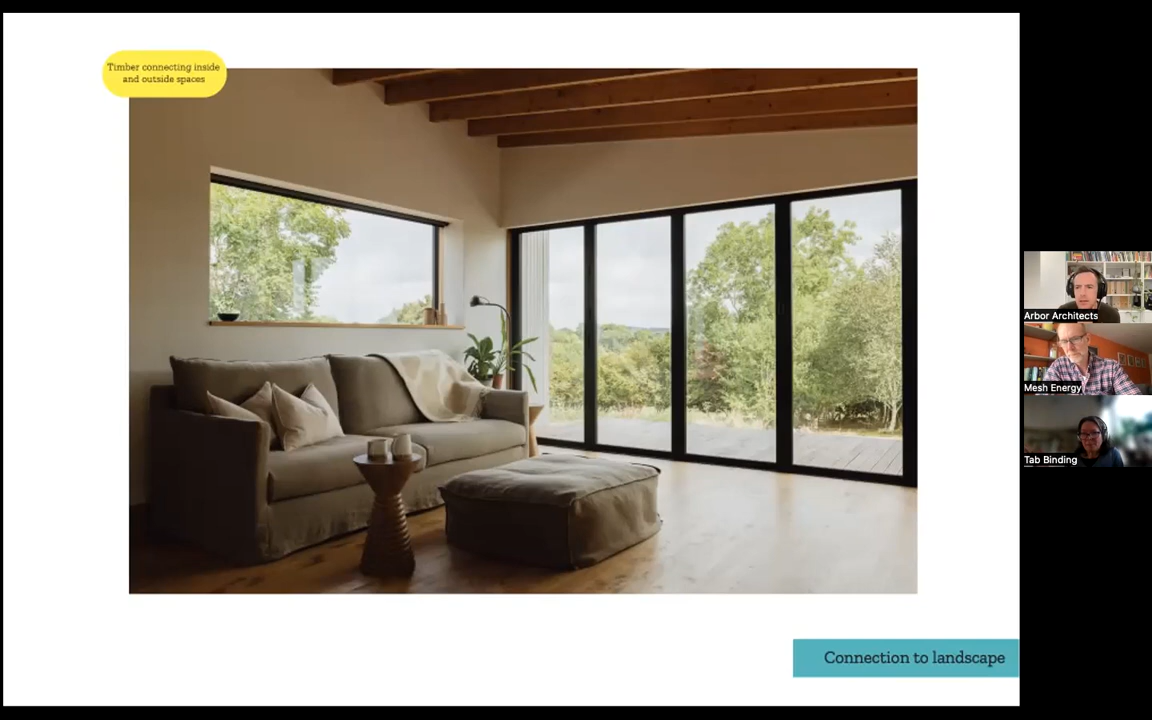 Timber connecting inside
and outside spaces
Connection to landscape
Arbor Architects
Mesh Energy
Tab Binding